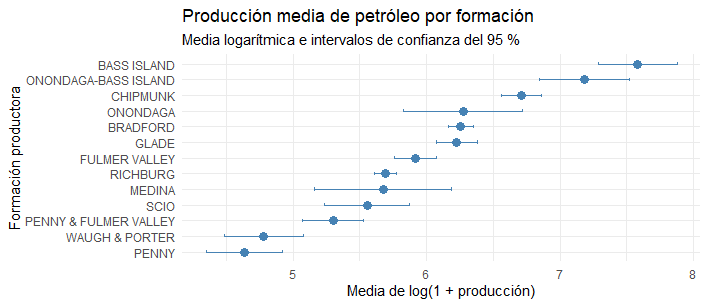 Producción media de petróleo por formación
Media logarítmica e intervalos de confianza del 95 %
Formación productora
BASS ISLAND
ONONDAGA-BASS ISLAND
CHIPMUNK
ONONDAGA
BRADFORD
GLADE
FULMER VALLEY
RICHBURG
MEDINA
SCIO
PENNY & FULMER VALLEY
WAUGH & PORTER
PENNY
5 6 7 8
Media de log(1 + producción)